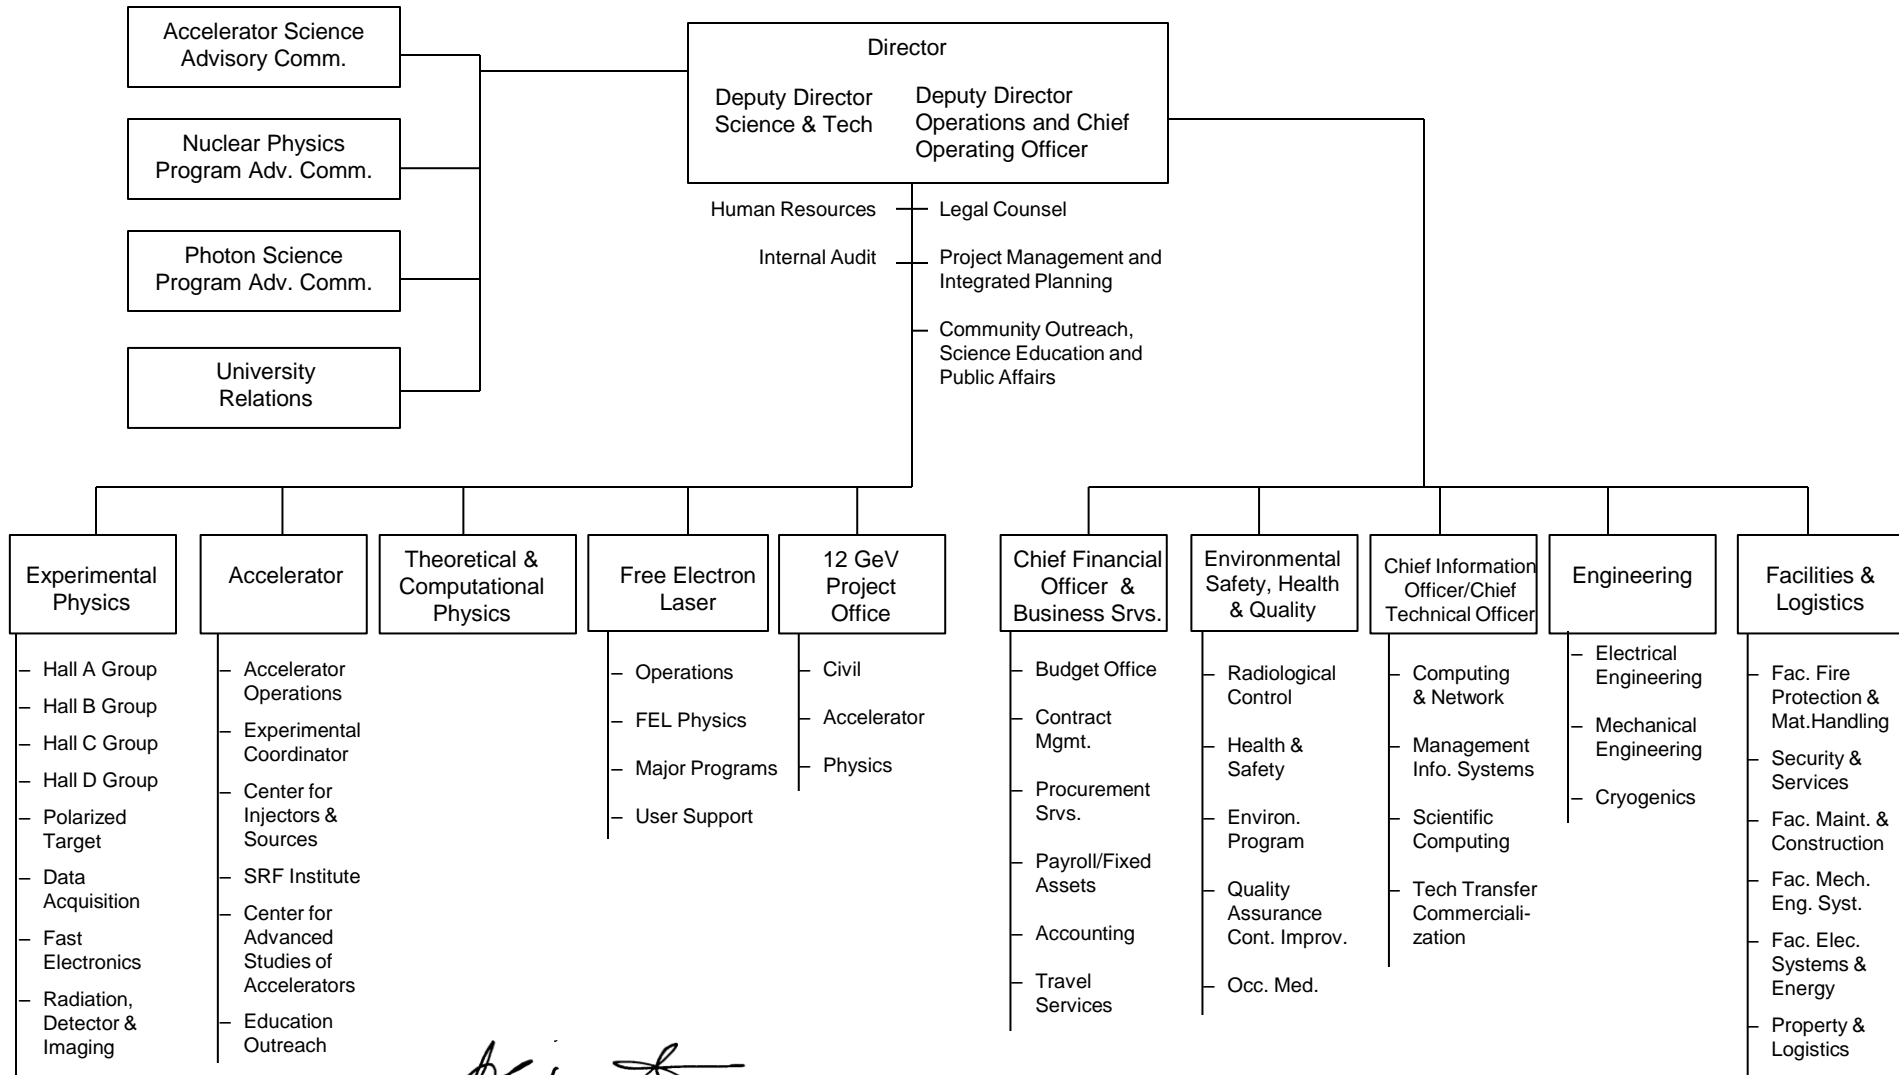 Accelerator Science
Advisory Comm.
Nuclear Physics
Program Adv. Comm.
Photon Science
Program Adv. Comm.
University
Relations
Director
Deputy Director
Science & Tech
Deputy Director
Operations and Chief
Operating Officer
Human Resources
Legal Counsel
Internal Audit
Project Management and
Integrated Planning
Community Outreach,
Science Education and
Public Affairs
Experimental
Physics
Hall A Group
Hall B Group
Hall C Group
Hall D Group
Polarized
Target
Data
Acquisition
Fast
Electronics
Radiation,
Detector &
Imaging
Accelerator
Accelerator
Operations
Experimental
Coordinator
Center for
Injectors &
Sources
SRF Institute
Center for
Advanced
Studies of
Accelerators
Education
Outreach
Theoretical &
Computational
Physics
Free Electron
Laser
Operations
FEL Physics
Major Programs
User Support
12 GeV
Project
Office
Civil
Accelerator
Physics
Chief Financial
Officer &
Business Srvs.
Budget Office
Contract
Mgmt.
Procurement
Srvs.
Payroll/Fixed
Assets
Accounting
Travel
Services
Environmental
Safety, Health
& Quality
Radiological
Control
Health &
Safety
Environ.
Program
Quality
Assurance
Cont. Improv.
Occ. Med.
Chief Information
Officer/Chief
Technical Officer
Computing
& Network
Management
Info. Systems
Scientific
Computing
Tech Transfer
Commerciali-
zation
Engineering
Electrical
Engineering
Mechanical
Engineering
Cryogenics
Facilities &
Logistics
Fac. Fire
Protection &
Mat.Handling
Security &
Services
Fac. Maint. &
Construction
Fac. Mech.
Eng. Syst.
Fac. Elec.
Systems &
Energy
Property &
Logistics